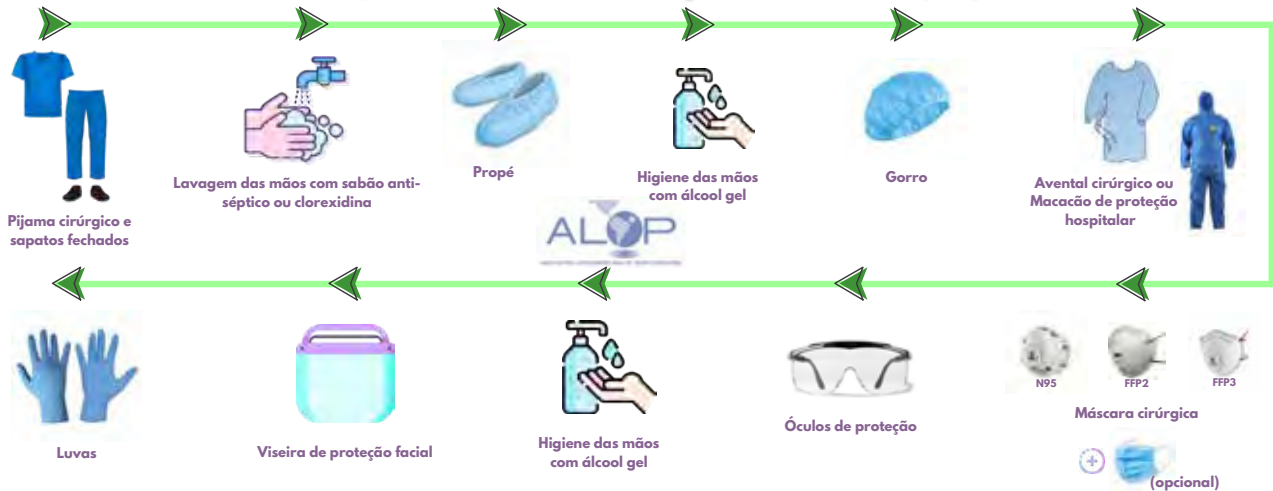 Pijama cirúrgico e
sapatos fechados
Lavagem das mãos com sabão anti-
séptico ou clorexidina
Propé
Higiene das mãos
com álcool gel
Gorro
Avental cirúrgico ou
Macacão de proteção
hospitalar
ALOP
N95
FFP2
FFP3
Máscara cirúrgica
(opcional)
Óculos de proteção
Higiene das mãos
com álcool gel
Viseira de proteção facial
Luvas